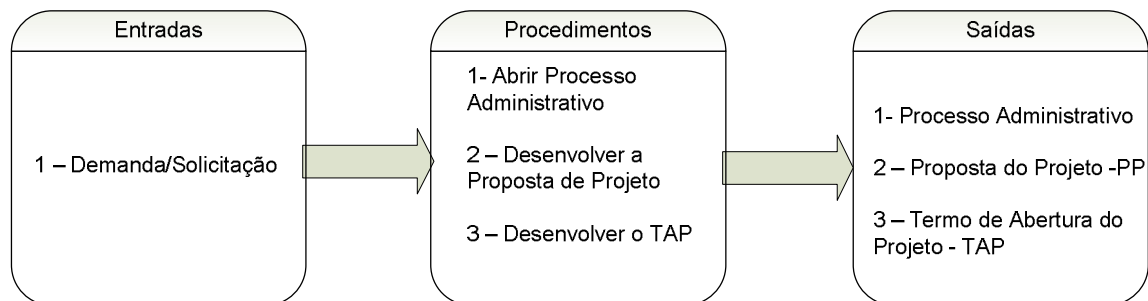 Entradas
1 – Demanda/Solicitação
Procedimentos
1- Abrir Processo
Administrativo
2 – Desenvolver a
Proposta de Projeto
3 – Desenvolver o TAP
Saídas
1- Processo Administrativo
2 – Proposta do Projeto -PP
3 – Termo de Abertura do
Projeto - TAP